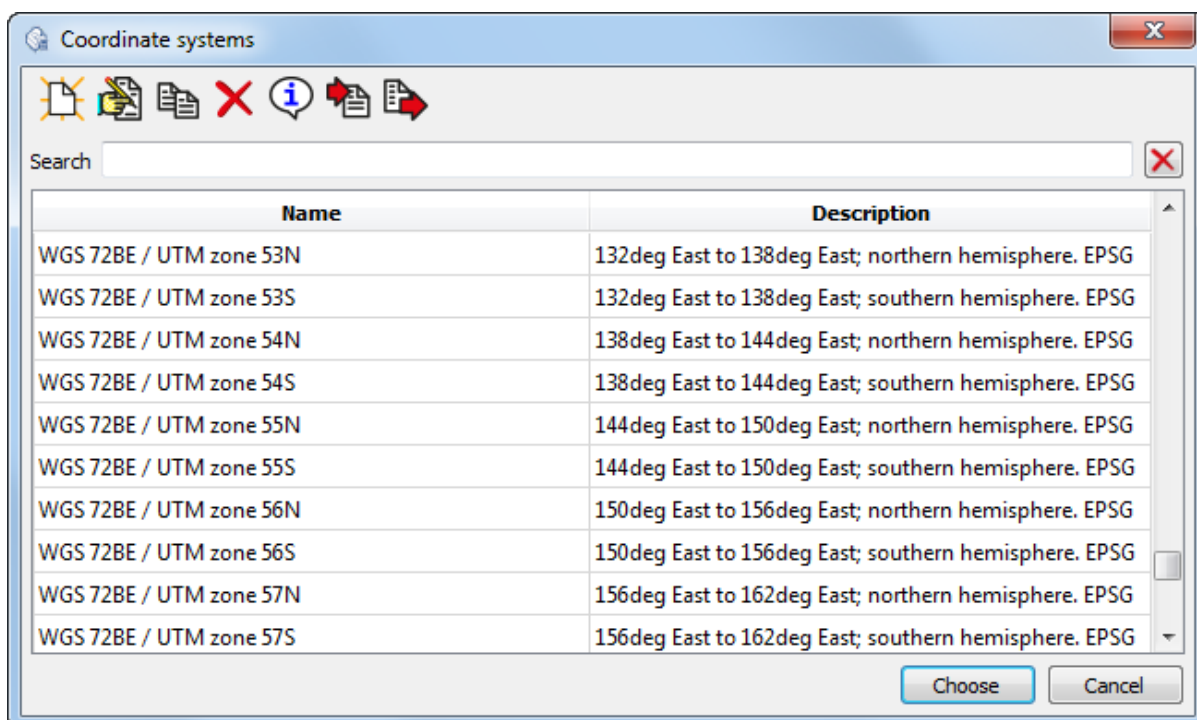 Coordinate systems
Search
Name Description
WGS 72BE / UTM zone 53N 132deg East to 138deg East; northern hemisphere. EPSG
WGS 72BE / UTM zone 53S 132deg East to 138deg East; southern hemisphere. EPSG
WGS 72BE / UTM zone 54N 138deg East to 144deg East; northern hemisphere. EPSG
WGS 72BE / UTM zone 54S 138deg East to 144deg East; southern hemisphere. EPSG
WGS 72BE / UTM zone 55N 144deg East to 150deg East; northern hemisphere. EPSG
WGS 72BE / UTM zone 55S 144deg East to 150deg East; southern hemisphere. EPSG
WGS 72BE / UTM zone 56N 150deg East to 156deg East; northern hemisphere. EPSG
WGS 72BE / UTM zone 56S 150deg East to 156deg East; southern hemisphere. EPSG
WGS 72BE / UTM zone 57N 156deg East to 162deg East; northern hemisphere. EPSG
WGS 72BE / UTM zone 57S 156deg East to 162deg East; southern hemisphere. EPSG
Choose Cancel